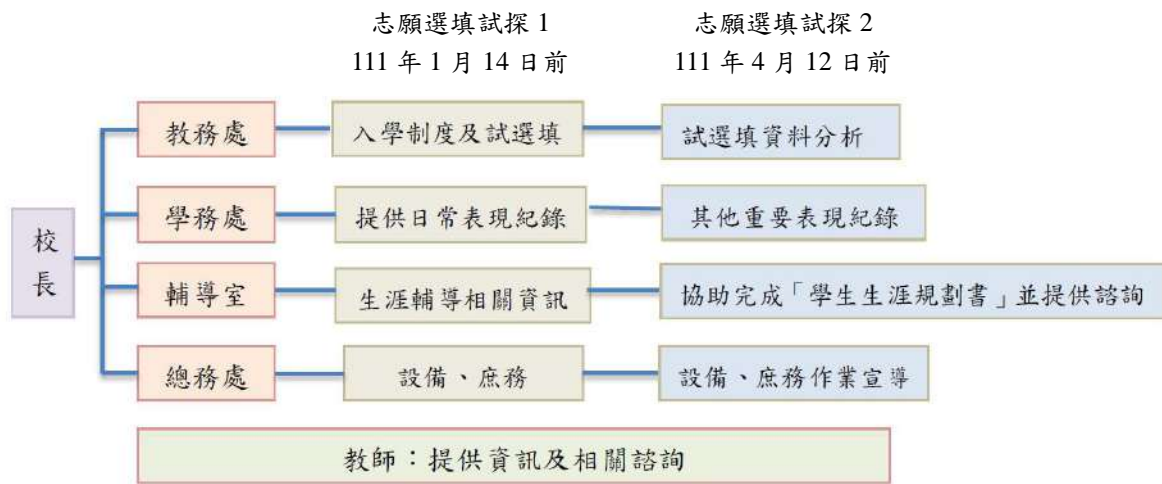 志願選填試探 1
志願選填試探 2
111 年 1 月 14 日前
111 年 4 月 12 日前
校長
教務處
入學制度及試選填
試選填資料分析
學務處
提供日常表現紀錄
其他重要表現紀錄
輔導室
生涯輔導相關資訊
協助完成「學生生涯規劃書」並提供諮詢
總務處
設備、庶務
設備、庶務作業宣導
教師：提供資訊及相關諮詢